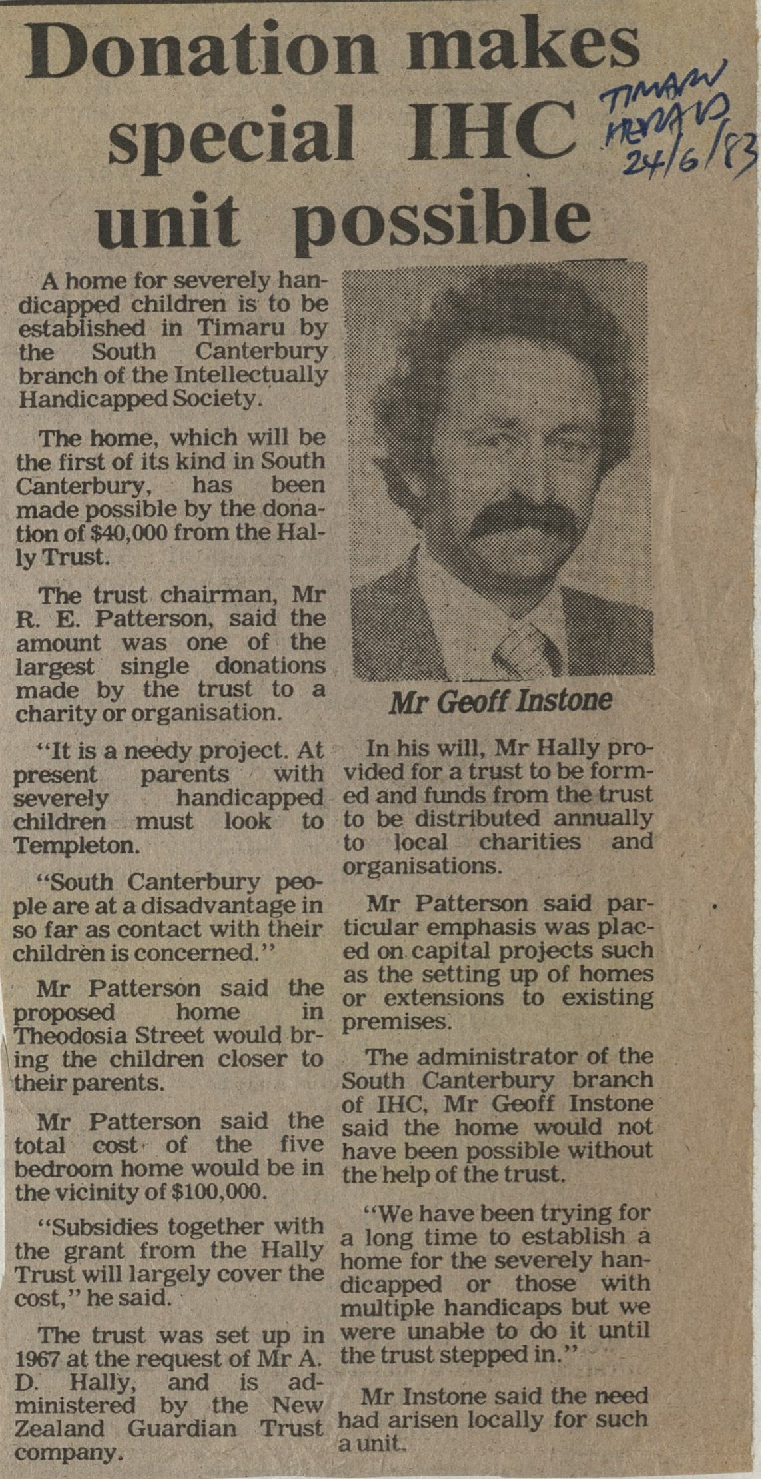 Donation makes
special IHC
unit possible
TIMARU
HERALD
24/6/83
A home for severely han-
dicapped children is to be
established in Timaru by
the South Canterbury
branch of the Intellectually
Handicapped Society.
The home, which will be
the first of its kind in South
Canterbury, has been
made possible by the dona-
tion of $40,000 from the Hal-
ly Trust.
The trust chairman, Mr
R. E. Patterson, said the
amount was one of the
largest single donations
made by the trust to a
charity or organisation.
"It is a needy project. At
present parents with
severely handicapped
children must look to
Templeton.
"South Canterbury peo-
ple are at a disadvantage in
so far as contact with their
children is concerned."
Mr Patterson said the
proposed home in
Theodosia Street would br-
ing the children closer to
their parents.
Mr Patterson said the
total cost of the five
bedroom home would be in
the vicinity of $100,000.
"Subsidies together with
the grant from the Hally
Trust will largely cover the
cost," he said.
The trust was set up in
1967 at the request of Mr A.
D. Hally, and is ad-
ministered by the New
Zealand Guardian Trust
company.
Mr Geoff Instone
In his will, Mr Hally pro-
vided for a trust to be form-
ed and funds from the trust
to be distributed annually
to local charities and
organisations.
Mr Patterson said par-
ticular emphasis was plac-
ed on capital projects such
as the setting up of homes
or extensions to existing
premises.
The administrator of the
South Canterbury branch
of IHC, Mr Geoff Instone
said the home would not
have been possible without
the help of the trust.
"We have been trying for
a long time to establish a
home for the severely han-
dicapped or those with
multiple handicaps but we
were unable to do it until
the trust stepped in."
Mr Instone said the need
had arisen locally for such
a unit.